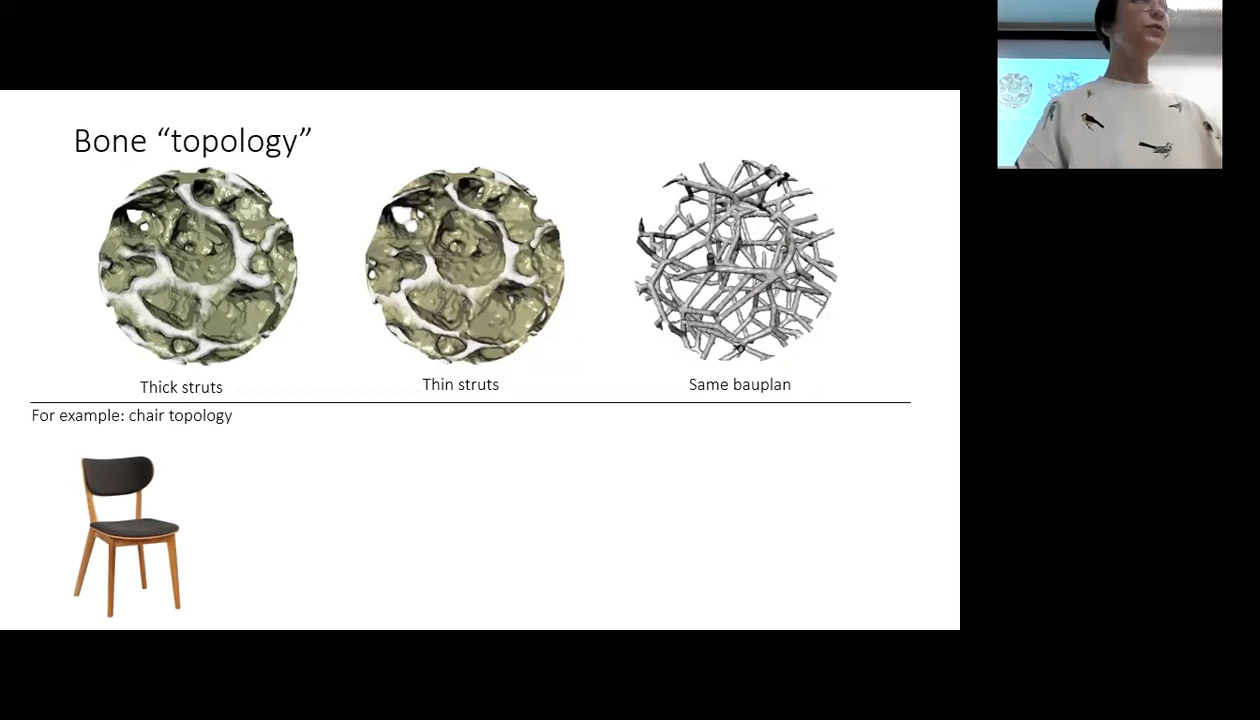 Bone “topology”
Thick struts
Thin struts
Same bauplan
For example: chair topology